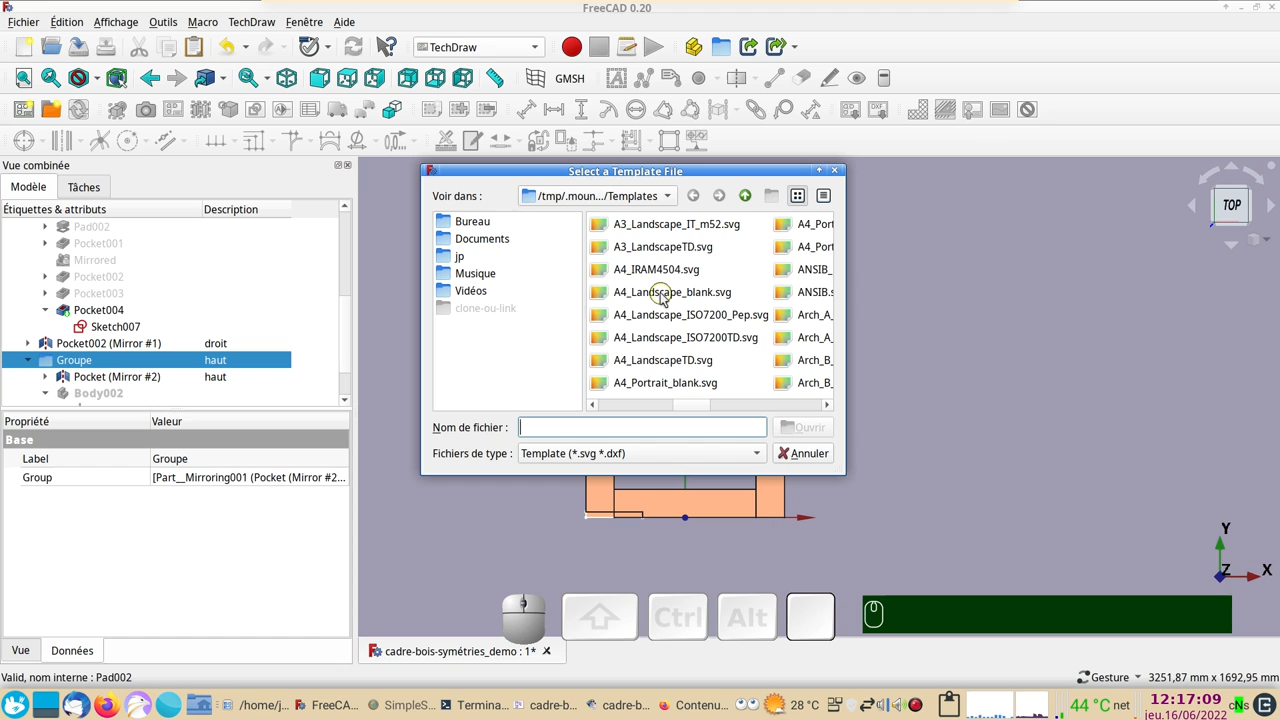 FreeCAD 0.20
Fichier Édition Affichage Outils Macro TechDraw Fenêtre Aide
TechDraw
GMSH
Vue combinée
Modèle Tâches
Étiquettes & attributs Description
Pad002
Pocket001
Mirrored
Pocket002
Pocket003
Pocket004
Sketch007
Pocket002 (Mirror #1) droit
Groupe haut
Pocket (Mirror #2) haut
Body002
Propriété Valeur
Base
Label Groupe
Group [Part__Mirroring001 (Pocket (Mirror #2...
Vue Données
Select a Template File
Voir dans : /tmp/.moun.../Templates
Bureau
Documents
jp
Musique
Vidéos
clone-ou-link
A3_Landscape_IT_m52.svg A4_Port
A3_LandscapeTD.svg A4_Port
A4_IRAM4504.svg ANSIB_
A4_Landscape_blank.svg ANSIB.s
A4_Landscape_ISO7200_Pep.svg Arch_A_
A4_Landscape_ISO7200TD.svg Arch_A_
A4_LandscapeTD.svg Arch_B_
A4_Portrait_blank.svg Arch_B_
Nom de fichier : Ouvrir
Fichiers de type : Template (*.svg *.dxf) Annuler
TOP
Y
Z X
Ctrl Alt
cadre-bois-symétries_demo : 1*
Valid, nom interne : Pad002 Gesture 3251,87 mm x 1692,95 mm
/home/j... FreeCA... SimpleS... Termina... cadre-b... cadre-b... Contenu... 28 °C 44 °C net 12:17:09 cNs
jeu.16/06/2022